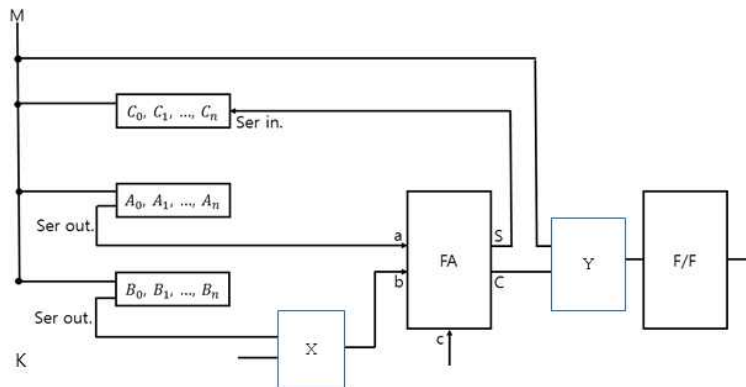 M
C₀, C₁, ..., Cₙ
Ser in.
A₀, A₁, ..., Aₙ
Ser out.
a
S
FA
Y
F/F
b
C
B₀, B₁, ..., Bₙ
Ser out.
X
c
K